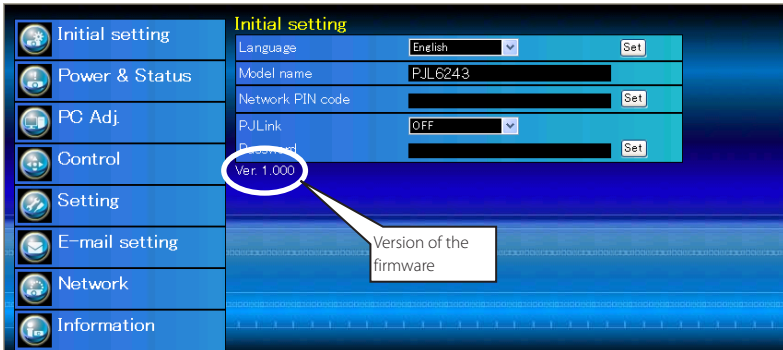 Initial setting
Power & Status
PC Adj.
Control
Setting
E-mail setting
Network
Information
Initial setting
Language English Set
Model name PJL6243
Network PIN code Set
PJLink OFF
Password Set
Ver. 1.000
Version of the
firmware